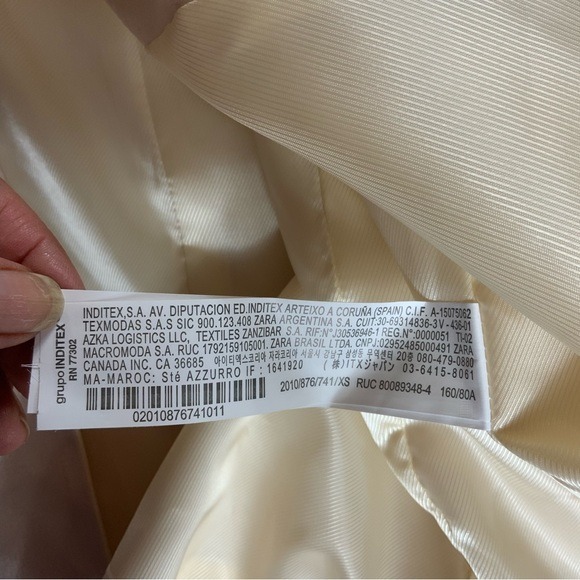 grupo INDITEX
RN 77302
INDITEX,S.A. AV. DIPUTACION ED.INDITEX ARTEIXO A CORUÑA (SPAIN) C.I.F. A-15075062
TEXMODAS S.A.S SIC 900.123.408 ZARA ARGENTINA S.A. CUIT:30-69314836-3 V - 436-01
AZKA LOGISTICS LLC, TEXTILES ZANZIBAR S.A. RIF.N°J30536946-1 REG.N°:0000051 TI-02
MACROMODA S.A. RUC 1792159105001. ZARA BRASIL LTDA. CNPJ:02952485000491 ZARA
CANADA INC. CA 36685 아이티엑스코리아 자라코리아 서울시 강남구 삼성동 무역센터 20층 080-479-0880
MA-MAROC: Sté AZZURRO IF : 1641920 (株)ITXジャパン 03-6415-8061
2010/876/741/XS RUC 80089348-4 160/80A
02010876741011